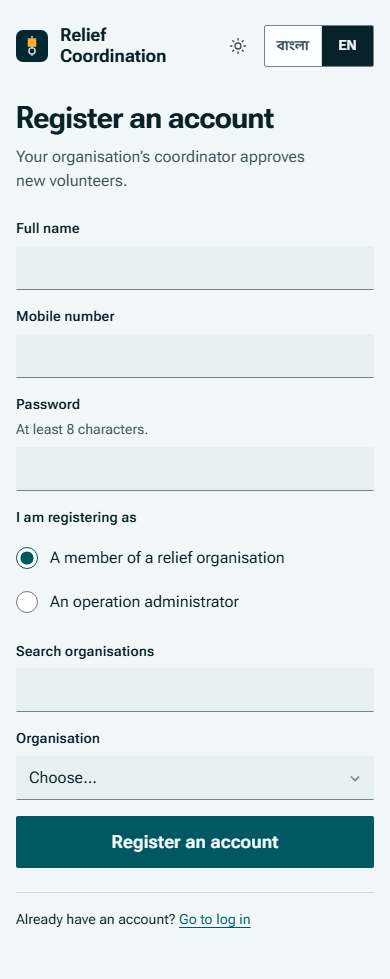 Relief
Coordination
বাংলা
EN
Register an account
Your organisation's coordinator approves
new volunteers.
Full name
Mobile number
Password
At least 8 characters.
I am registering as
A member of a relief organisation
An operation administrator
Search organisations
Organisation
Choose...
Register an account
Already have an account? Go to log in